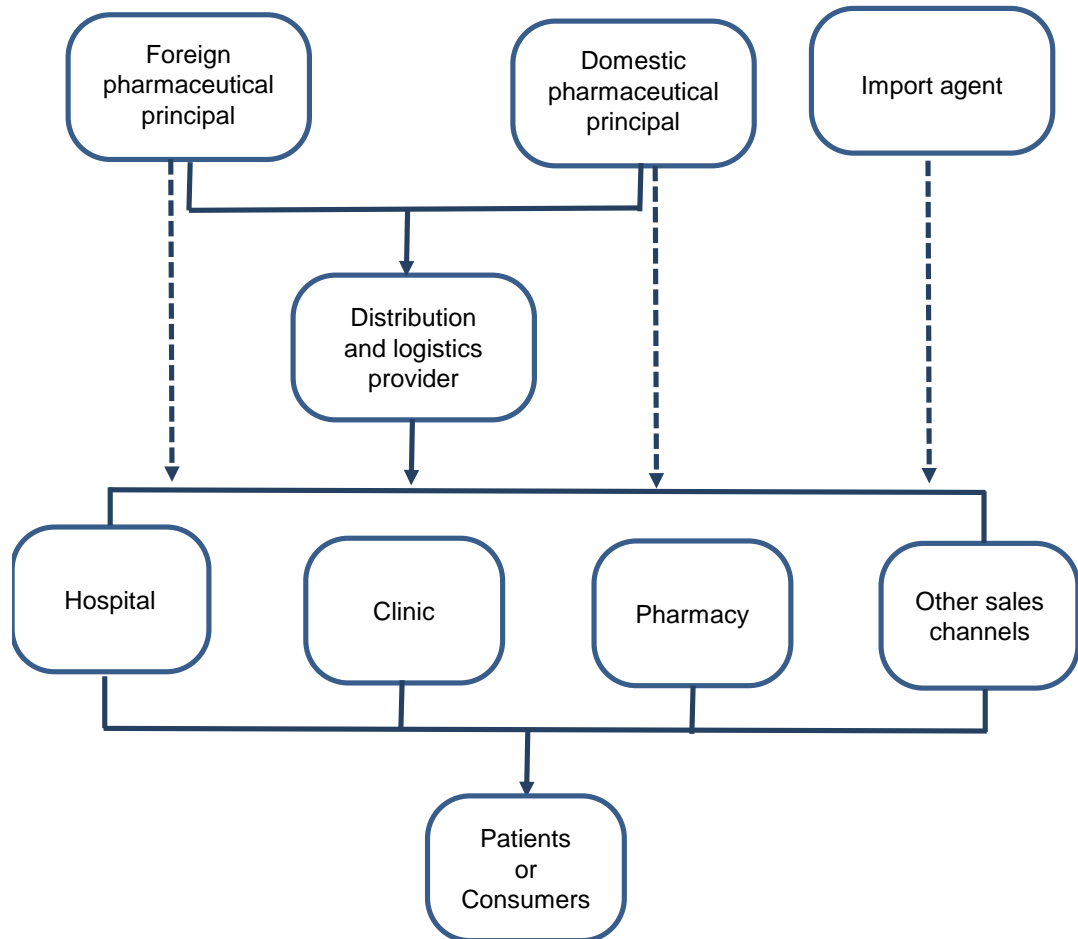 Foreign
pharmaceutical
principal
Domestic
pharmaceutical
principal
Import agent
Distribution
and logistics
provider
Hospital
Clinic
Pharmacy
Other sales
channels
Patients
or
Consumers